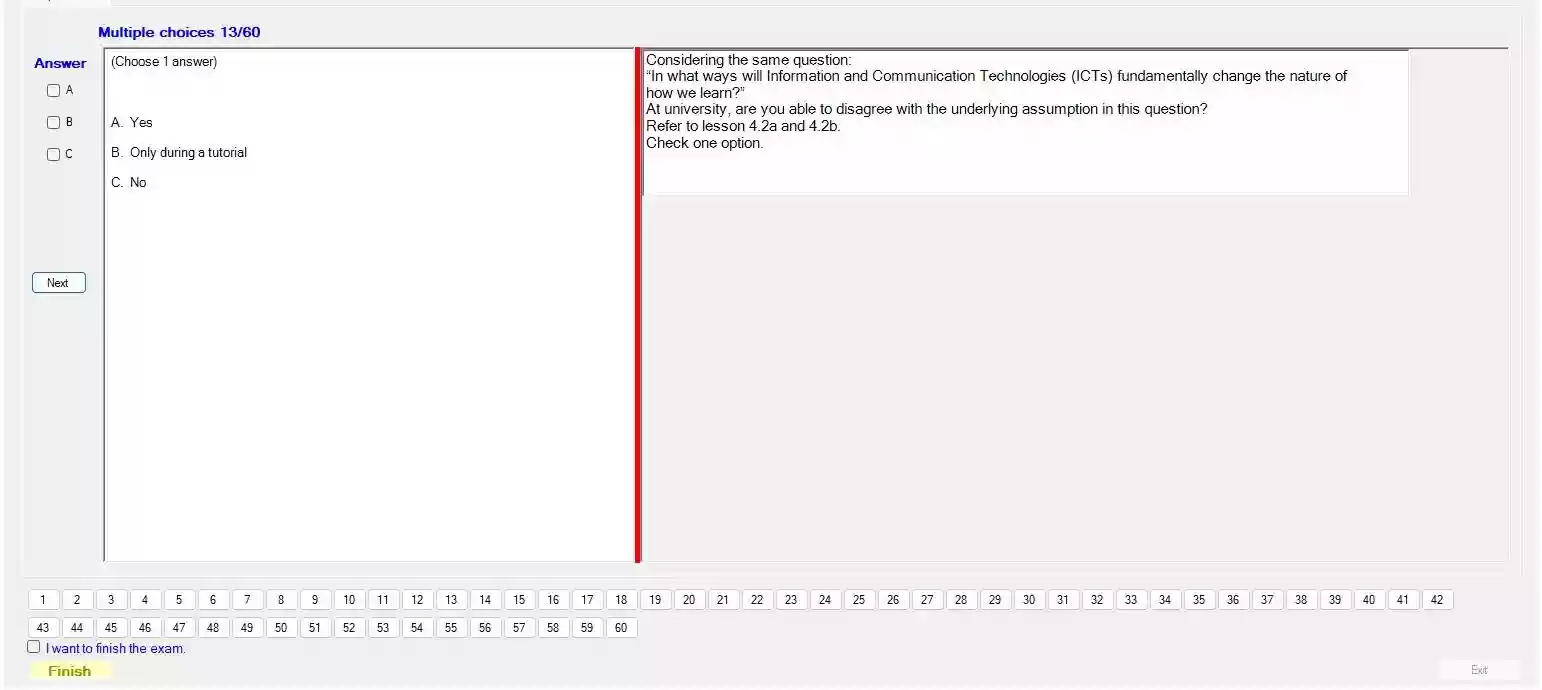 Multiple choices 13/60
Answer
A
B
C
Next
(Choose 1 answer)
A. Yes
B. Only during a tutorial
C. No
Considering the same question:
“In what ways will Information and Communication Technologies (ICTs) fundamentally change the nature of
how we learn?”
At university, are you able to disagree with the underlying assumption in this question?
Refer to lesson 4.2a and 4.2b.
Check one option.
1 2 3 4 5 6 7 8 9 10 11 12 13 14 15 16 17 18 19 20 21 22 23 24 25 26 27 28 29 30 31 32 33 34 35 36 37 38 39 40 41 42
43 44 45 46 47 48 49 50 51 52 53 54 55 56 57 58 59 60
I want to finish the exam.
Finish
Exit